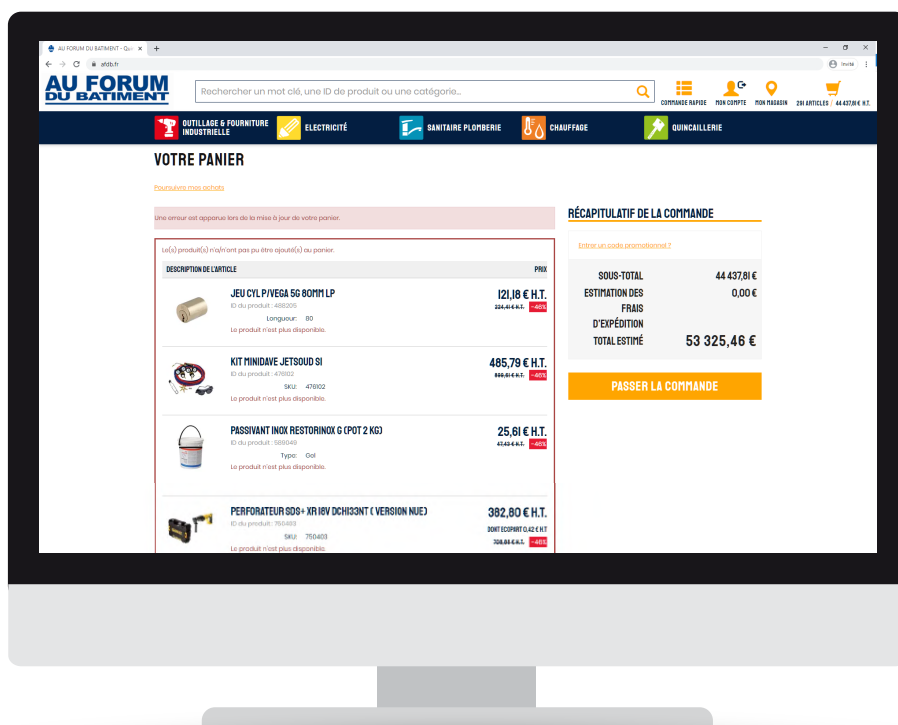 AU FORUM DU BATIMENT - Qui
afdb.fr
Invité
AU FORUM
DU BATIMENT
Rechercher un mot clé, une ID de produit ou une catégorie...
COMMANDE RAPIDE
MON COMPTE
MON MAGASIN
291 ARTICLES / 44 437,81 € H.T.
OUTILLAGE & FOURNITURE
INDUSTRIELLE
ELECTRICITÉ
SANITAIRE PLOMBERIE
CHAUFFAGE
QUINCAILLERIE
VOTRE PANIER
Poursuivre mes achats
Une erreur est apparue lors de la mise à jour de votre panier.
Le(s) produit(s) n'a/n'ont pas pu être ajouté(s) au panier.
DESCRIPTION DE L'ARTICLE PRIX
JEU CYL P/VEGA 5G 80MM LP 121,18 € H.T.
ID du produit : 488205 224,41 € H.T. -46%
Longueur: 80
Le produit n'est plus disponible.
KIT MINIDAVE JETSOUD SI 485,79 € H.T.
ID du produit : 476102 -46%
SKU: 476102
Le produit n'est plus disponible.
PASSIVANT INOX RESTORINOX G (POT 2 KG) 25,61 € H.T.
ID du produit : 589049 47,43 € H.T. -46%
Type: Gel
Le produit n'est plus disponible.
PERFORATEUR SDS+ XR 18V DCH133NT ( VERSION NUE) 382,80 € H.T.
ID du produit : 750403 DONT ECOPART 0,42 € H.T
SKU: 750403 -46%
Le produit n'est plus disponible.
RÉCAPITULATIF DE LA COMMANDE
Entrer un code promotionnel ?
SOUS-TOTAL 44 437,81 €
ESTIMATION DES 0,00 €
FRAIS
D'EXPÉDITION
TOTAL ESTIMÉ 53 325,46 €
PASSER LA COMMANDE